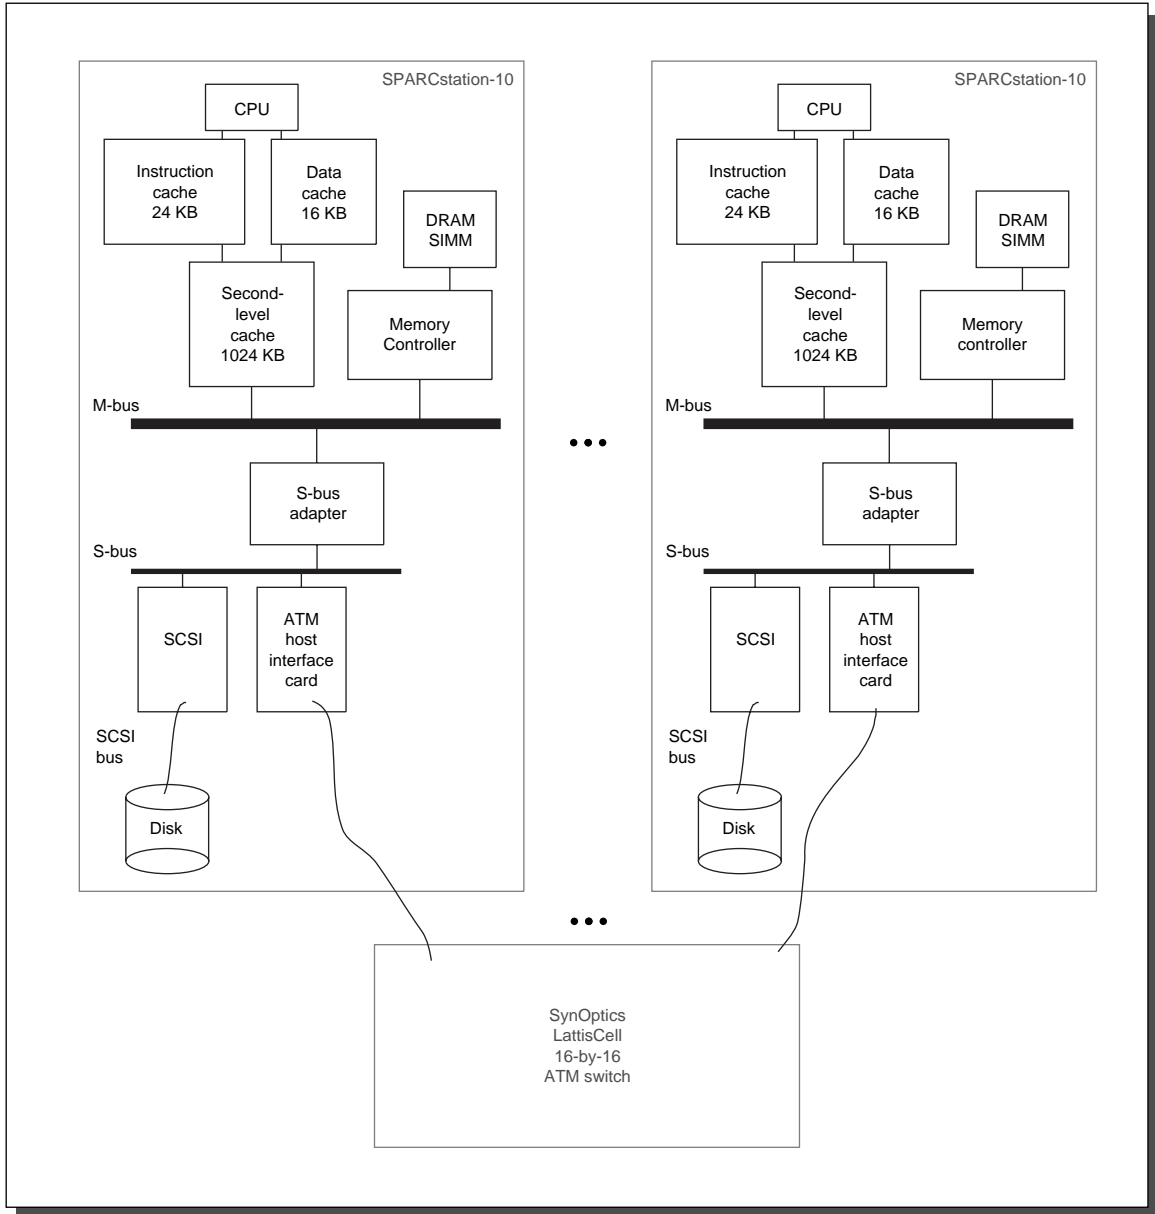 SPARCstation-10
CPU
Instruction
cache
24 KB
Data
cache
16 KB
DRAM
SIMM
Second-
level
cache
1024 KB
Memory
Controller
M-bus
S-bus
adapter
S-bus
SCSI
ATM
host
interface
card
SCSI
bus
Disk
SPARCstation-10
CPU
Instruction
cache
24 KB
Data
cache
16 KB
DRAM
SIMM
Second-
level
cache
1024 KB
Memory
controller
M-bus
S-bus
adapter
S-bus
SCSI
ATM
host
interface
card
SCSI
bus
Disk
SynOptics
LattisCell
16-by-16
ATM switch